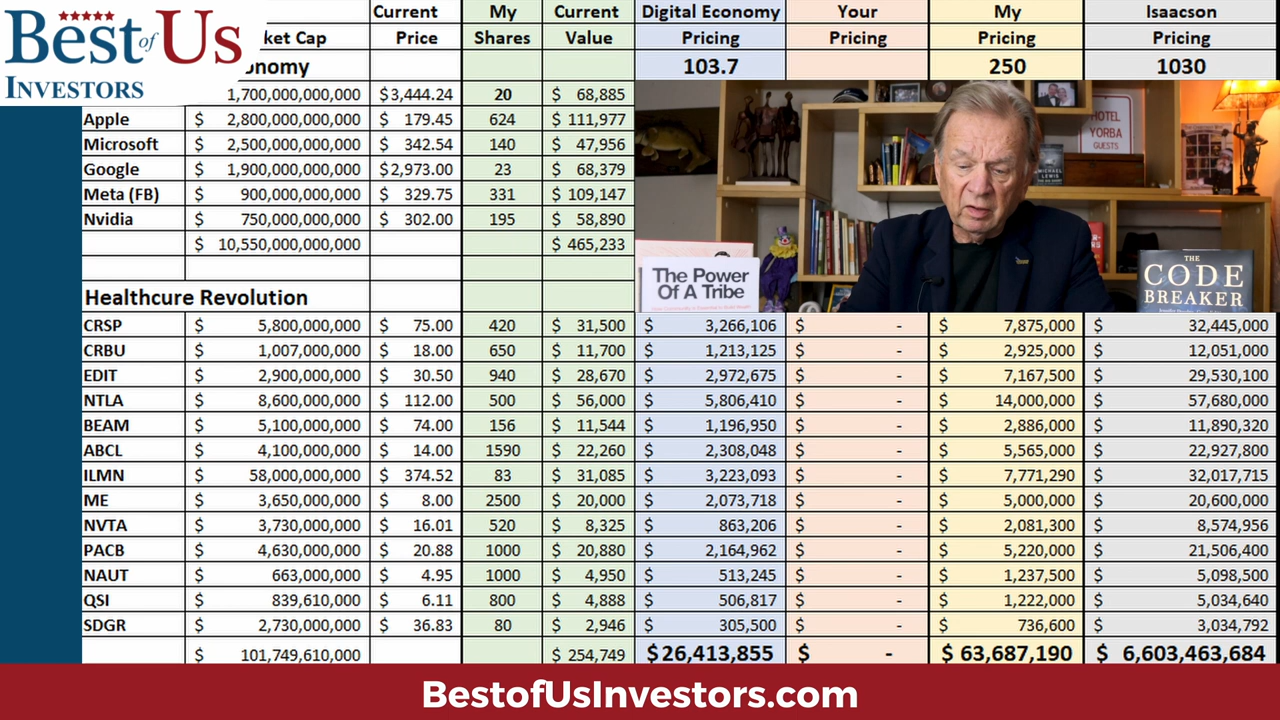 Best of Us
INVESTORS
Current My Current Digital Economy Your My Isaacson
ket Cap Price Shares Value Pricing Pricing Pricing Pricing
onomy 103.7 250 1030
1,700,000,000,000 $3,444.24 20 $ 68,885
Apple $ 2,800,000,000,000 $ 179.45 624 $ 111,977
Microsoft $ 2,500,000,000,000 $ 342.54 140 $ 47,956
Google $ 1,900,000,000,000 $2,973.00 23 $ 68,379
Meta (FB) $ 900,000,000,000 $ 329.75 331 $ 109,147
Nvidia $ 750,000,000,000 $ 302.00 195 $ 58,890
$ 10,550,000,000,000 $ 465,233
HOTEL
YORBA
GUESTS
MICHAEL
LEWIS
The Power
Of A Tribe
THE
CODE
BREAKER
Healthcure Revolution
CRSP $ 5,800,000,000 $ 75.00 420 $ 31,500 $ 3,266,106 $ - $ 7,875,000 $ 32,445,000
CRBU $ 1,007,000,000 $ 18.00 650 $ 11,700 $ 1,213,125 $ - $ 2,925,000 $ 12,051,000
EDIT $ 2,900,000,000 $ 30.50 940 $ 28,670 $ 2,972,675 $ - $ 7,167,500 $ 29,530,100
NTLA $ 8,600,000,000 $ 112.00 500 $ 56,000 $ 5,806,410 $ - $ 14,000,000 $ 57,680,000
BEAM $ 5,100,000,000 $ 74.00 156 $ 11,544 $ 1,196,950 $ - $ 2,886,000 $ 11,890,320
ABCL $ 4,100,000,000 $ 14.00 1590 $ 22,260 $ 2,308,048 $ - $ 5,565,000 $ 22,927,800
ILMN $ 58,000,000,000 $ 374.52 83 $ 31,085 $ 3,223,093 $ - $ 7,771,290 $ 32,017,715
ME $ 3,650,000,000 $ 8.00 2500 $ 20,000 $ 2,073,718 $ - $ 5,000,000 $ 20,600,000
NVTA $ 3,730,000,000 $ 16.01 520 $ 8,325 $ 863,206 $ - $ 2,081,300 $ 8,574,956
PACB $ 4,630,000,000 $ 20.88 1000 $ 20,880 $ 2,164,962 $ - $ 5,220,000 $ 21,506,400
NAUT $ 663,000,000 $ 4.95 1000 $ 4,950 $ 513,245 $ - $ 1,237,500 $ 5,098,500
QSI $ 839,610,000 $ 6.11 800 $ 4,888 $ 506,817 $ - $ 1,222,000 $ 5,034,640
SDGR $ 2,730,000,000 $ 36.83 80 $ 2,946 $ 305,500 $ - $ 736,600 $ 3,034,792
$ 101,749,610,000 $ 254,749 $26,413,855 $ - $ 63,687,190 $ 6,603,463,684
BestofUsInvestors.com